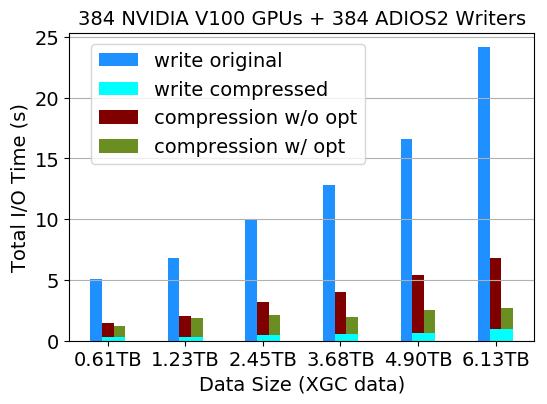 384 NVIDIA V100 GPUs + 384 ADIOS2 Writers
25
20
15
10
5
0
Total I/O Time (s)
write original
write compressed
compression w/o opt
compression w/ opt
0.61TB 1.23TB 2.45TB 3.68TB 4.90TB 6.13TB
Data Size (XGC data)